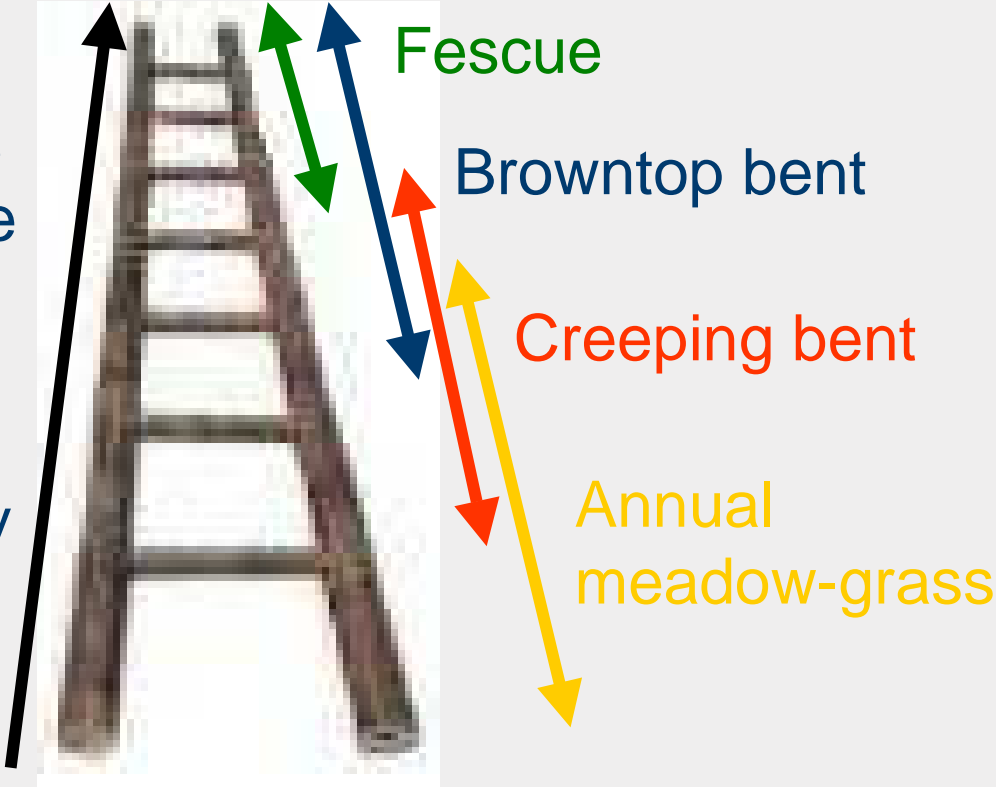 Fescue
Browntop bent
Creeping bent
Annual
meadow-grass